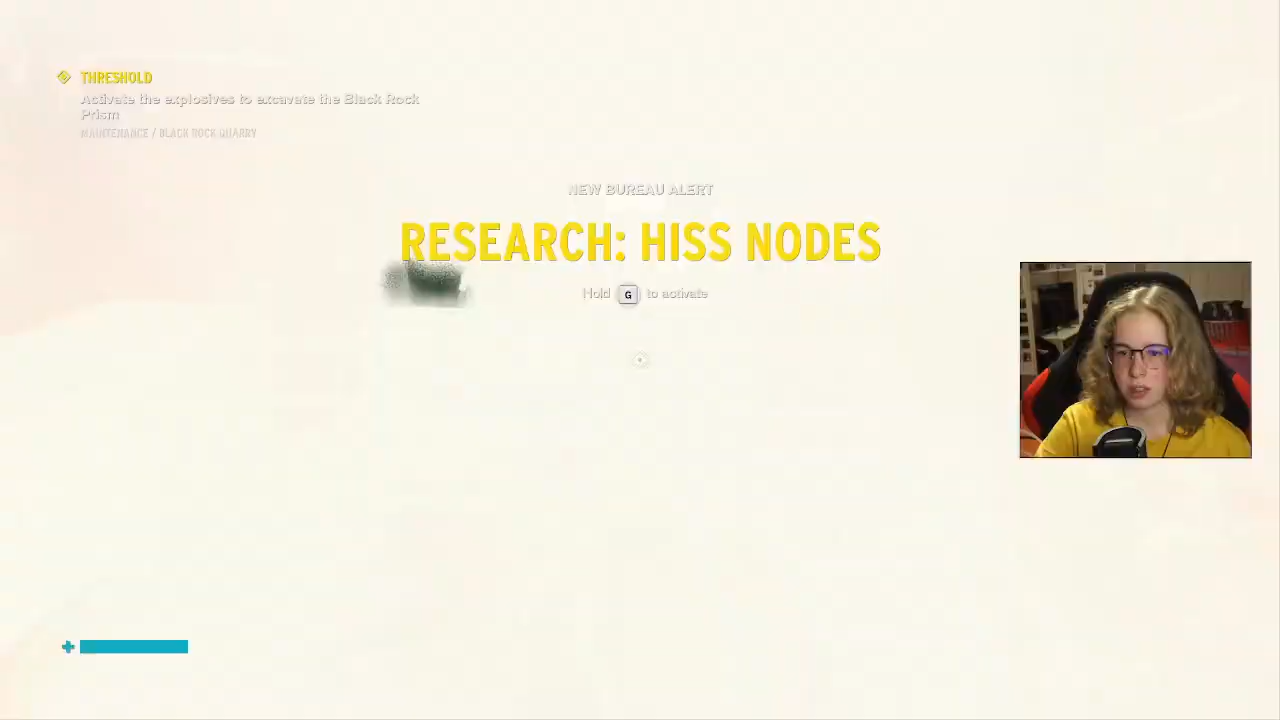 THRESHOLD
Activate the explosives to excavate the Black Rock
Prism
MAINTENANCE / BLACK ROCK QUARRY
NEW BUREAU ALERT
RESEARCH: HISS NODES
Hold G to activate